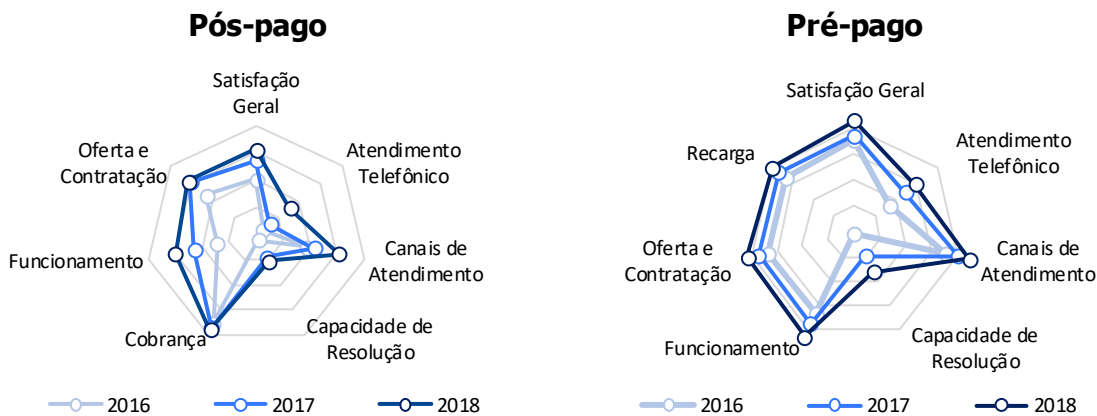 Pós-pago
Satisfação
Geral
Atendimento
Telefônico
Canais de
Atendimento
Capacidade de
Resolução
Cobrança
Funcionamento
Oferta e
Contratação
2016
2017
2018
Pré-pago
Satisfação Geral
Atendimento
Telefônico
Canais de
Atendimento
Capacidade de
Resolução
Funcionamento
Oferta e
Contratação
Recarga
2016
2017
2018